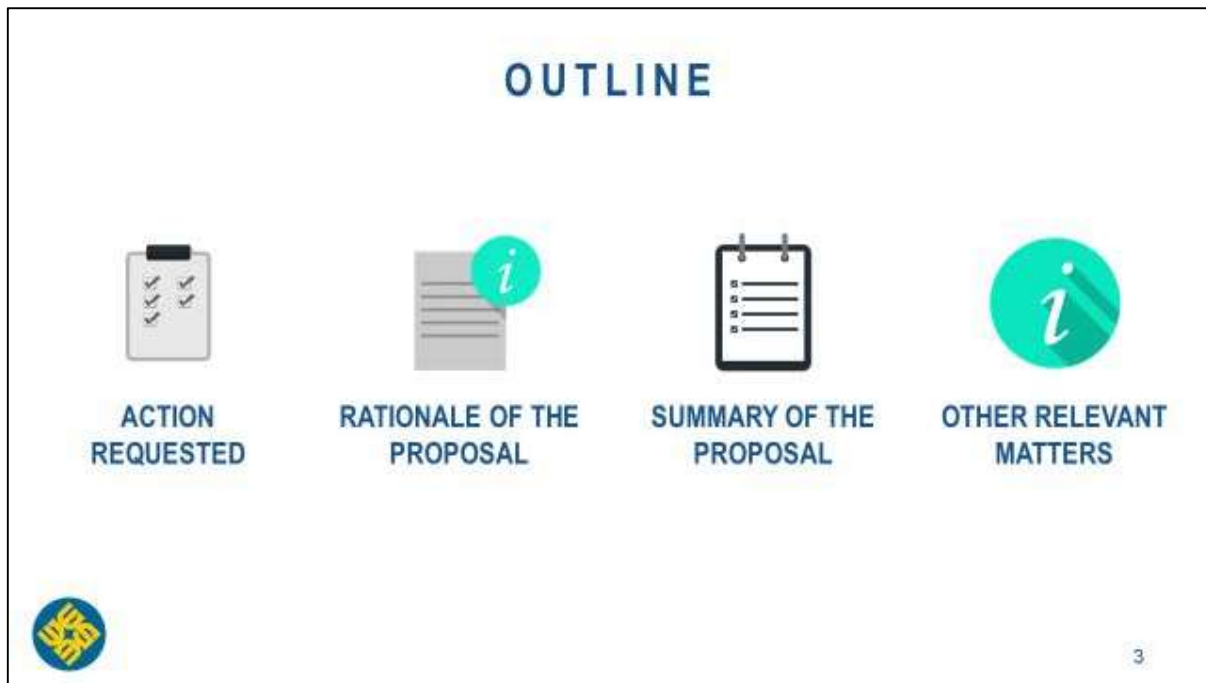 OUTLINE
ACTION
REQUESTED
RATIONALE OF THE
PROPOSAL
SUMMARY OF THE
PROPOSAL
OTHER RELEVANT
MATTERS
3